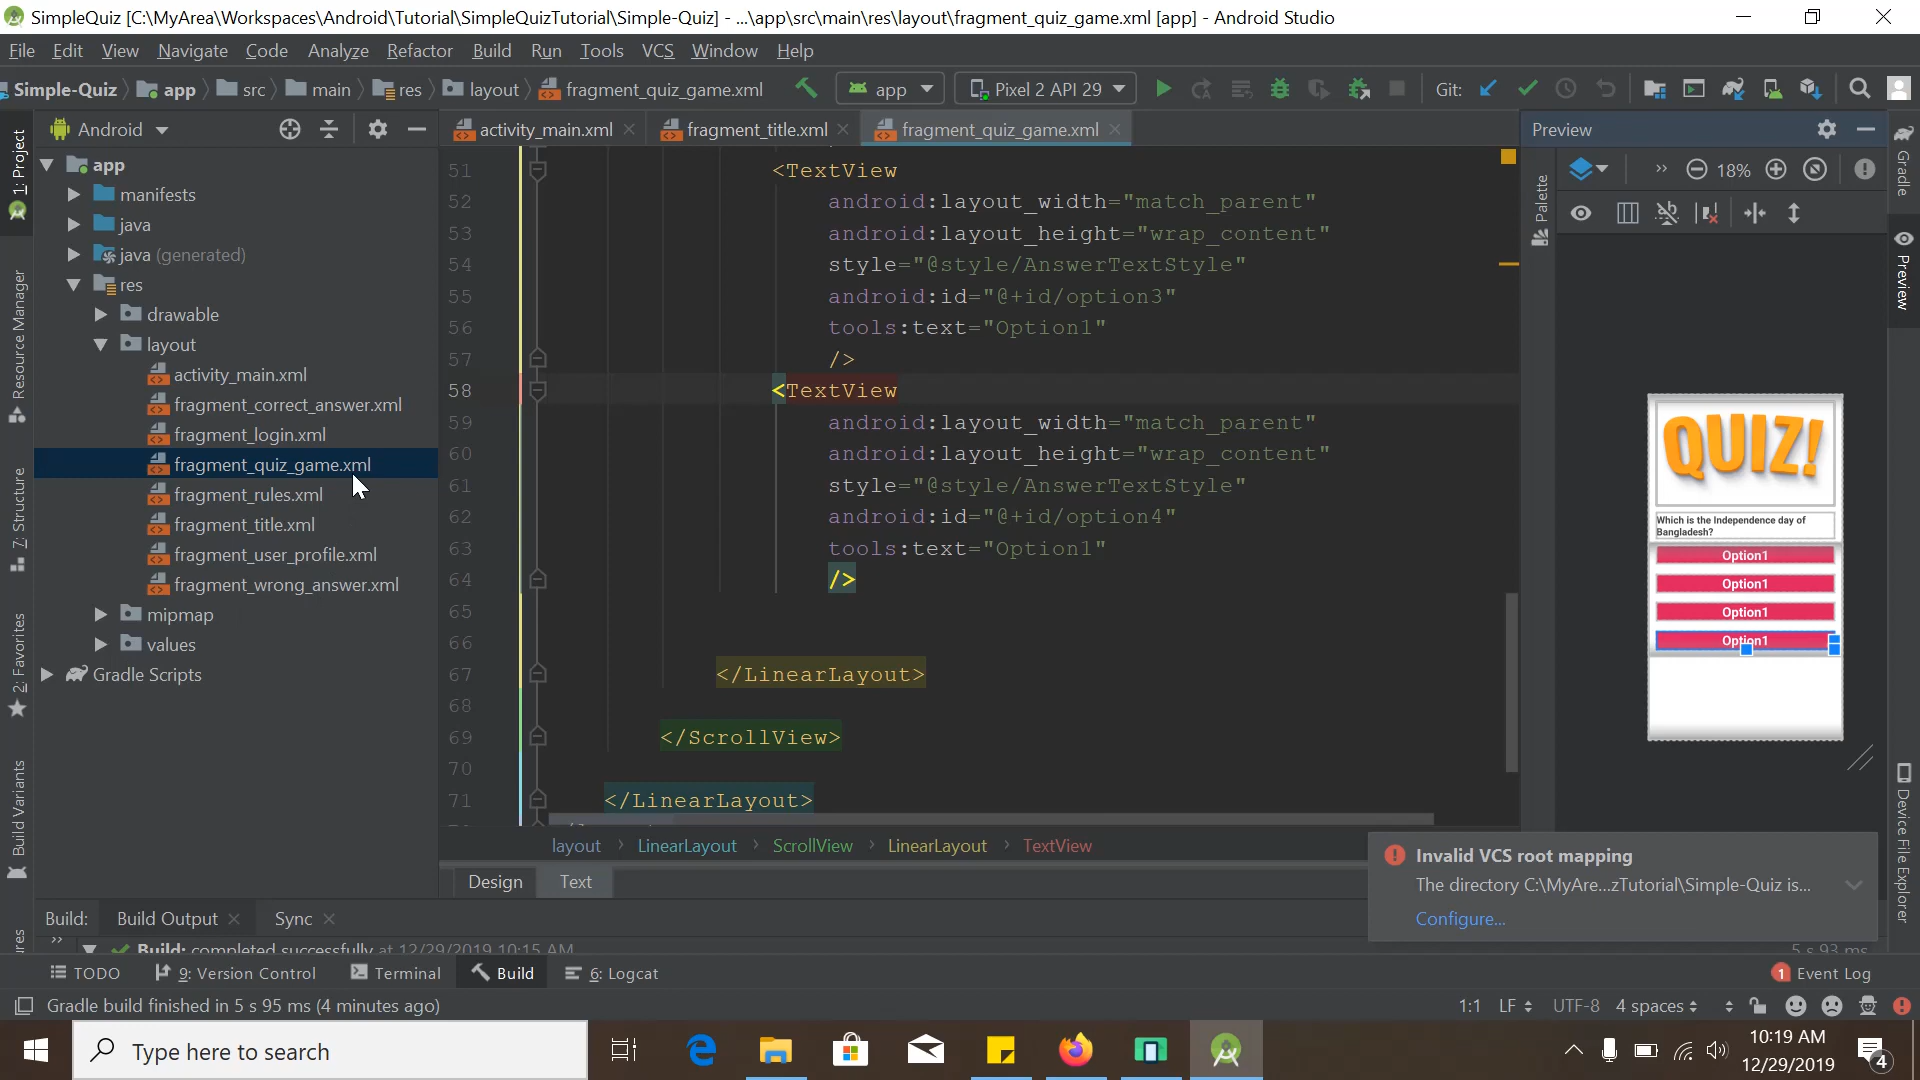 SimpleQuiz [C:\MyArea\Workspaces\Android\Tutorial\SimpleQuizTutorial\Simple-Quiz] - ...\app\src\main\res\layout\fragment_quiz_game.xml [app] - Android Studio
File Edit View Navigate Code Analyze Refactor Build Run Tools VCS Window Help
Simple-Quiz app src main res layout fragment_quiz_game.xml app Pixel 2 API 29 Git:
Android
activity_main.xml fragment_title.xml fragment_quiz_game.xml
Preview
1: Project
Resource Manager
7: Structure
2: Favorites
Build Variants
app
manifests
java
java (generated)
res
drawable
layout
activity_main.xml
fragment_correct_answer.xml
fragment_login.xml
fragment_quiz_game.xml
fragment_rules.xml
fragment_title.xml
fragment_user_profile.xml
fragment_wrong_answer.xml
mipmap
values
Gradle Scripts
51 <TextView
52 android:layout_width="match_parent"
53 android:layout_height="wrap_content"
54 style="@style/AnswerTextStyle"
55 android:id="@+id/option3"
56 tools:text="Option1"
57 />
58 <TextView
59 android:layout_width="match_parent"
60 android:layout_height="wrap_content"
61 style="@style/AnswerTextStyle"
62 android:id="@+id/option4"
63 tools:text="Option1"
64 />
65
66
67 </LinearLayout>
68
69 </ScrollView>
70
71 </LinearLayout>
layout LinearLayout ScrollView LinearLayout TextView
Design Text
Palette
18%
QUIZ!
Which is the Independence day of
Bangladesh?
Option1
Option1
Option1
Option1
Gradle
Preview
Device File Explorer
Invalid VCS root mapping
The directory C:\MyAre...zTutorial\Simple-Quiz is...
Configure...
Build: Build Output Sync
Build: completed successfully at 12/29/2019 10:15 AM
5 s 93 ms
TODO 9: Version Control Terminal Build 6: Logcat
1 Event Log
Gradle build finished in 5 s 95 ms (4 minutes ago)
1:1 LF UTF-8 4 spaces
Type here to search
10:19 AM
12/29/2019
4